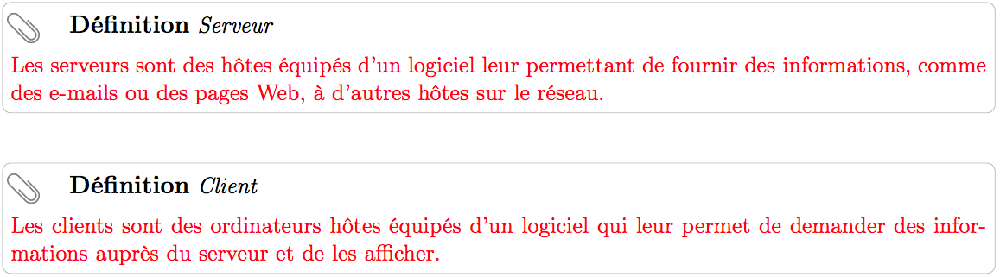 Définition Serveur
Les serveurs sont des hôtes équipés d'un logiciel leur permettant de fournir des informations, comme
des e-mails ou des pages Web, à d'autres hôtes sur le réseau.
Définition Client
Les clients sont des ordinateurs hôtes équipés d'un logiciel qui leur permet de demander des infor-
mations auprès du serveur et de les afficher.